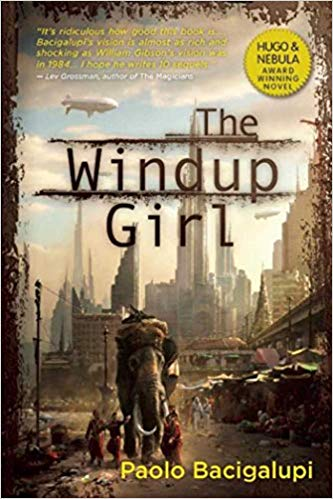 "It's ridiculous how good this book is...
Bacigalupi's vision is almost as rich and
shocking as William Gibson's vision was
in 1984... I hope he writes 10 sequels."
— Lev Grossman, author of The Magicians
HUGO &
NEBULA
AWARD
WINNING
NOVEL
The
Windup
Girl
Paolo Bacigalupi